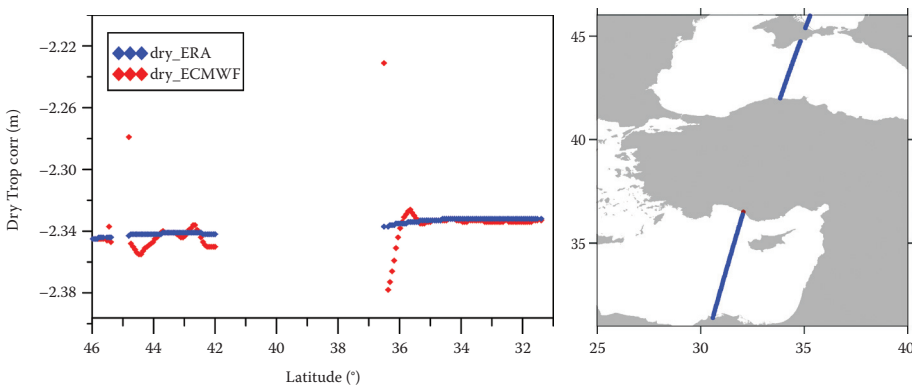 −2.22
−2.26
−2.30
−2.34
−2.38
Dry Trop corr (m)
dry_ERA
dry_ECMWF
46 44 42 40 38 36 34 32
Latitude (°)
45
40
35
25 30 35 40